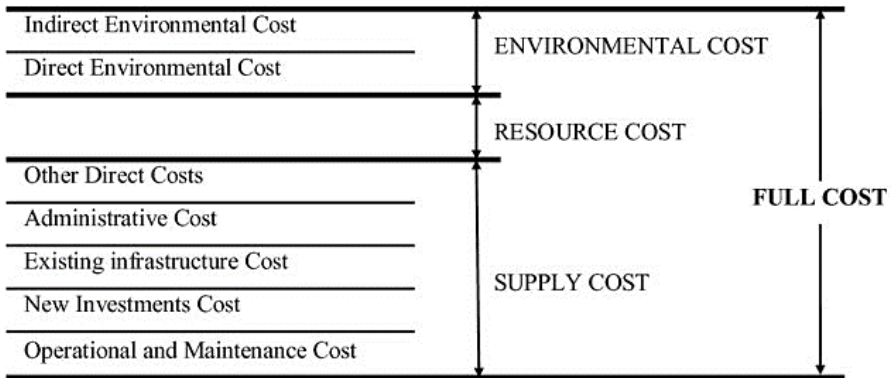 Indirect Environmental Cost
Direct Environmental Cost
ENVIRONMENTAL COST
RESOURCE COST
Other Direct Costs
Administrative Cost
Existing infrastructure Cost
New Investments Cost
Operational and Maintenance Cost
SUPPLY COST
FULL COST